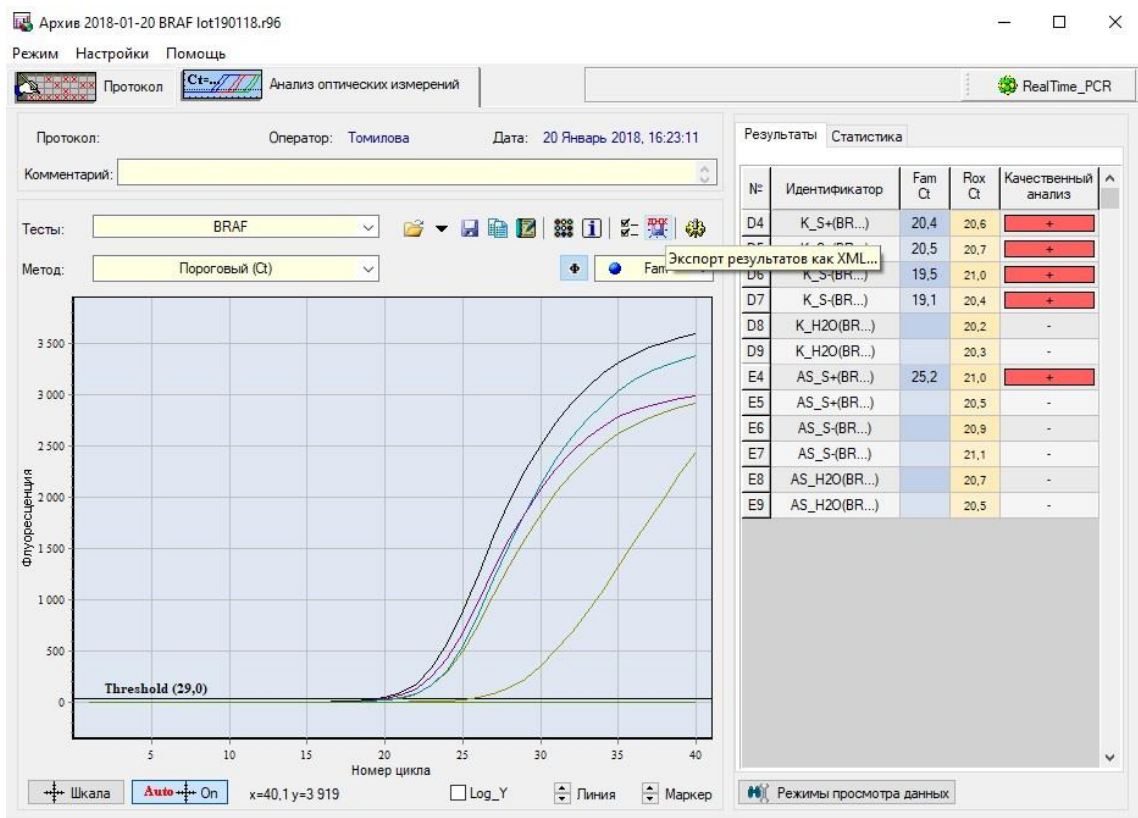 Архив 2018-01-20 BRAF lot190118.r96
Режим Настройки Помощь
Протокол Ct=... Анализ оптических измерений RealTime_PCR
Протокол: Оператор: Томилова Дата: 20 Январь 2018, 16:23:11
Комментарий:
Тесты: BRAF
Метод: Пороговый (Ct) Ф Fam
Экспорт результатов как XML...
Флуоресценция
3 500
3 000
2 500
2 000
1 500
1 000
500
0
Threshold (29,0)
5 10 15 20 25 30 35 40
Номер цикла
Шкала Auto On x=40,1 y=3 919 Log_Y Линия Маркер
Результаты Статистика
№ Идентификатор Fam Ct Rox Ct Качественный анализ
D4 K_S+(BR...) 20,4 20,6 +
20,5 20,7 +
D6 K_S-(BR...) 19,5 21,0 +
D7 K_S-(BR...) 19,1 20,4 +
D8 K_H2O(BR...) 20,2 -
D9 K_H2O(BR...) 20,3 -
E4 AS_S+(BR...) 25,2 21,0 +
E5 AS_S+(BR...) 20,5 -
E6 AS_S-(BR...) 20,9 -
E7 AS_S-(BR...) 21,1 -
E8 AS_H2O(BR...) 20,7 -
E9 AS_H2O(BR...) 20,5 -
Режимы просмотра данных